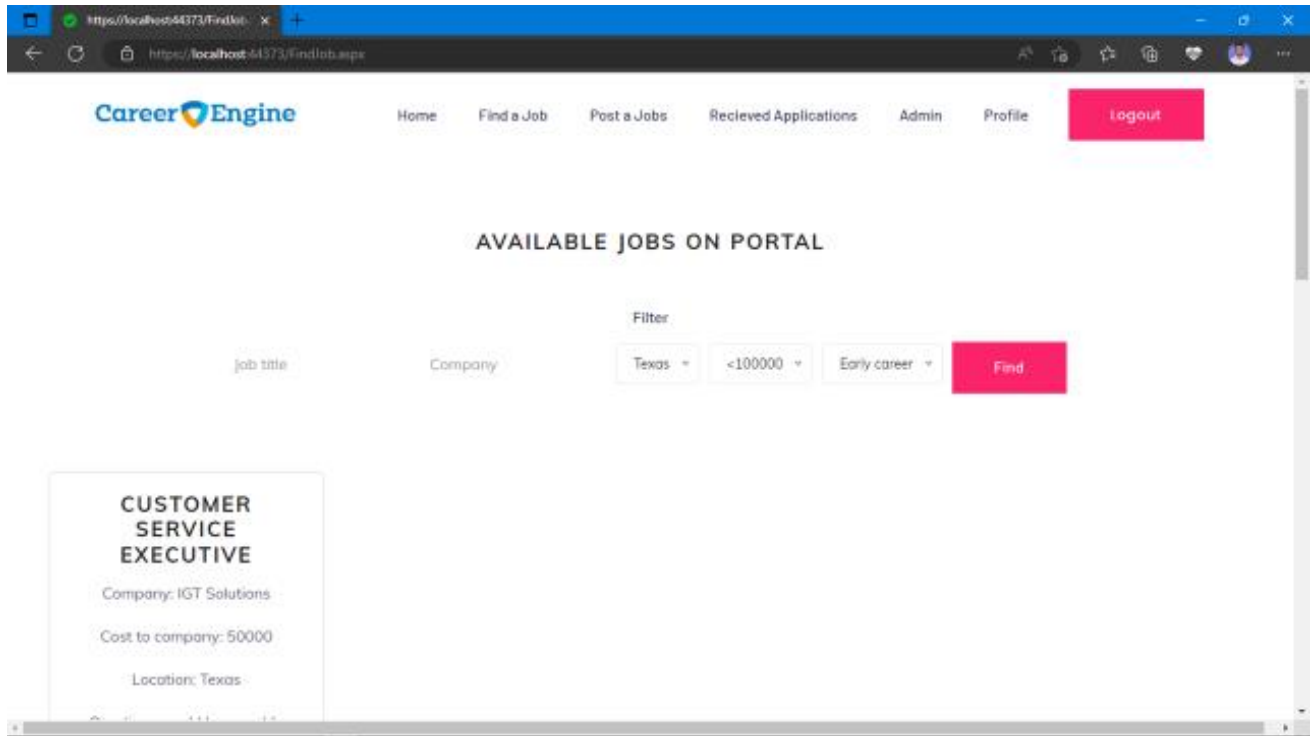 https://localhost:44373/FindJob
https://localhost:44373/FindJob.aspx
Career Engine
Home Find a Job Post a Jobs Recieved Applications Admin Profile Logout
AVAILABLE JOBS ON PORTAL
Filter
Job title Company Texas <100000 Early career Find
CUSTOMER
SERVICE
EXECUTIVE
Company: IGT Solutions
Cost to company: 50000
Location: Texas